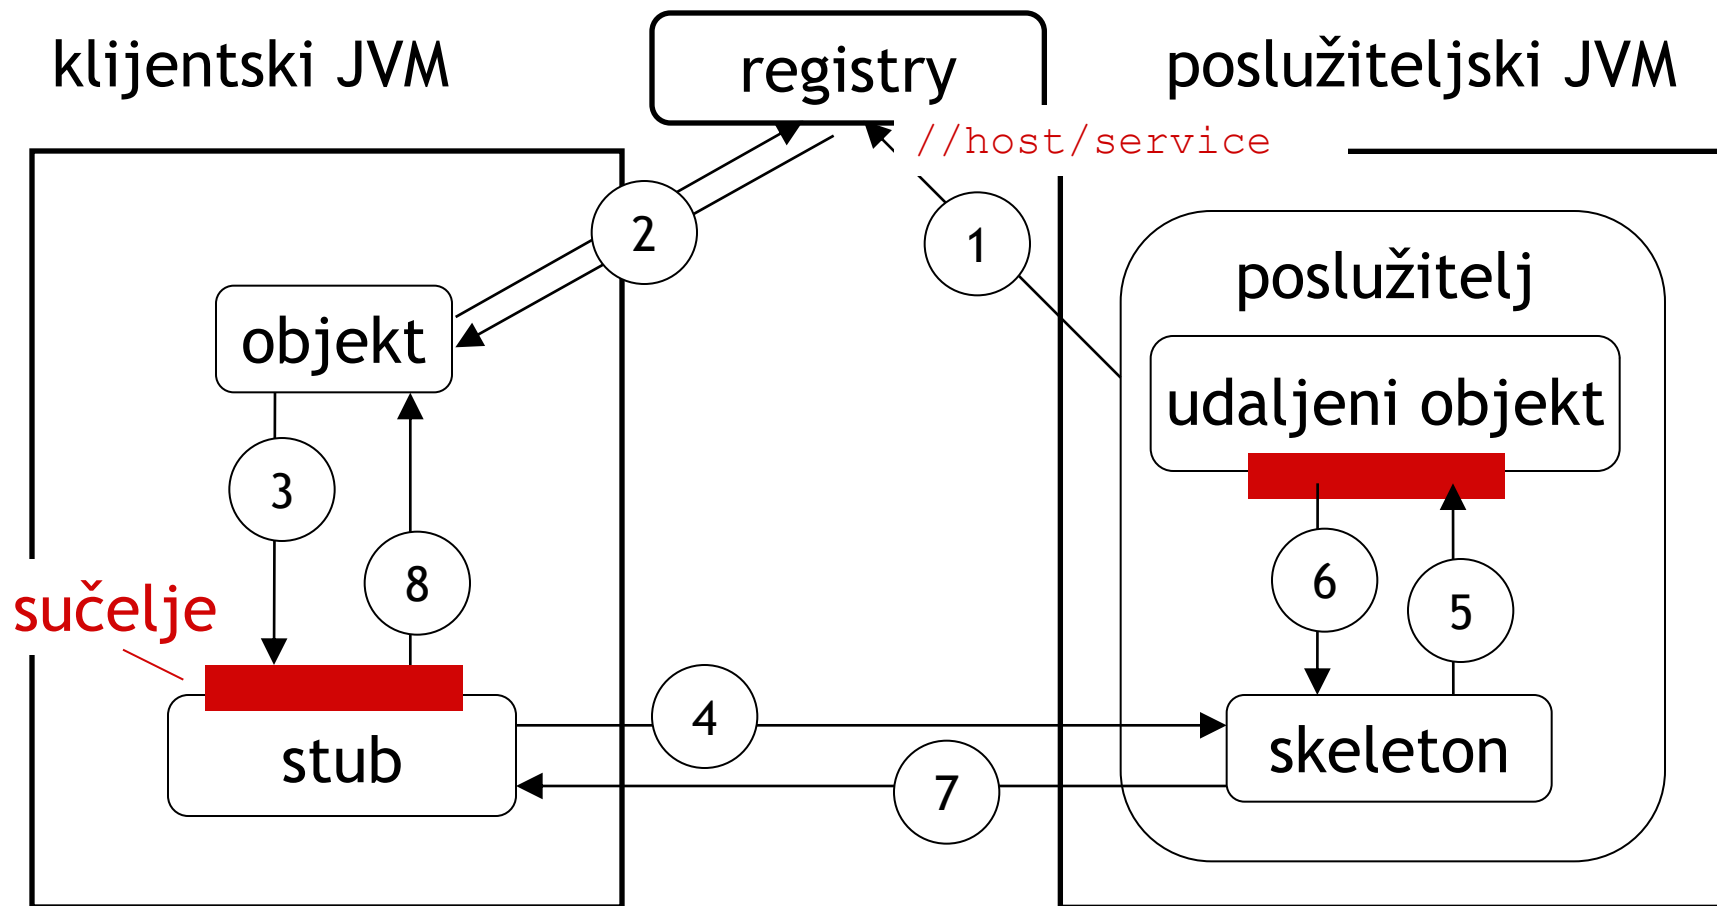 klijentski JVM
registry
poslužiteljski JVM
//host/service
2
1
poslužitelj
objekt
udaljeni objekt
3
8
6
5
sučelje
stub
4
7
skeleton